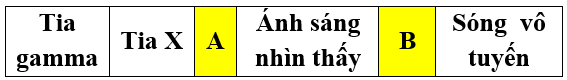 Tia gamma
Tia X
A
Ánh sáng nhìn thấy
B
Sóng vô tuyến